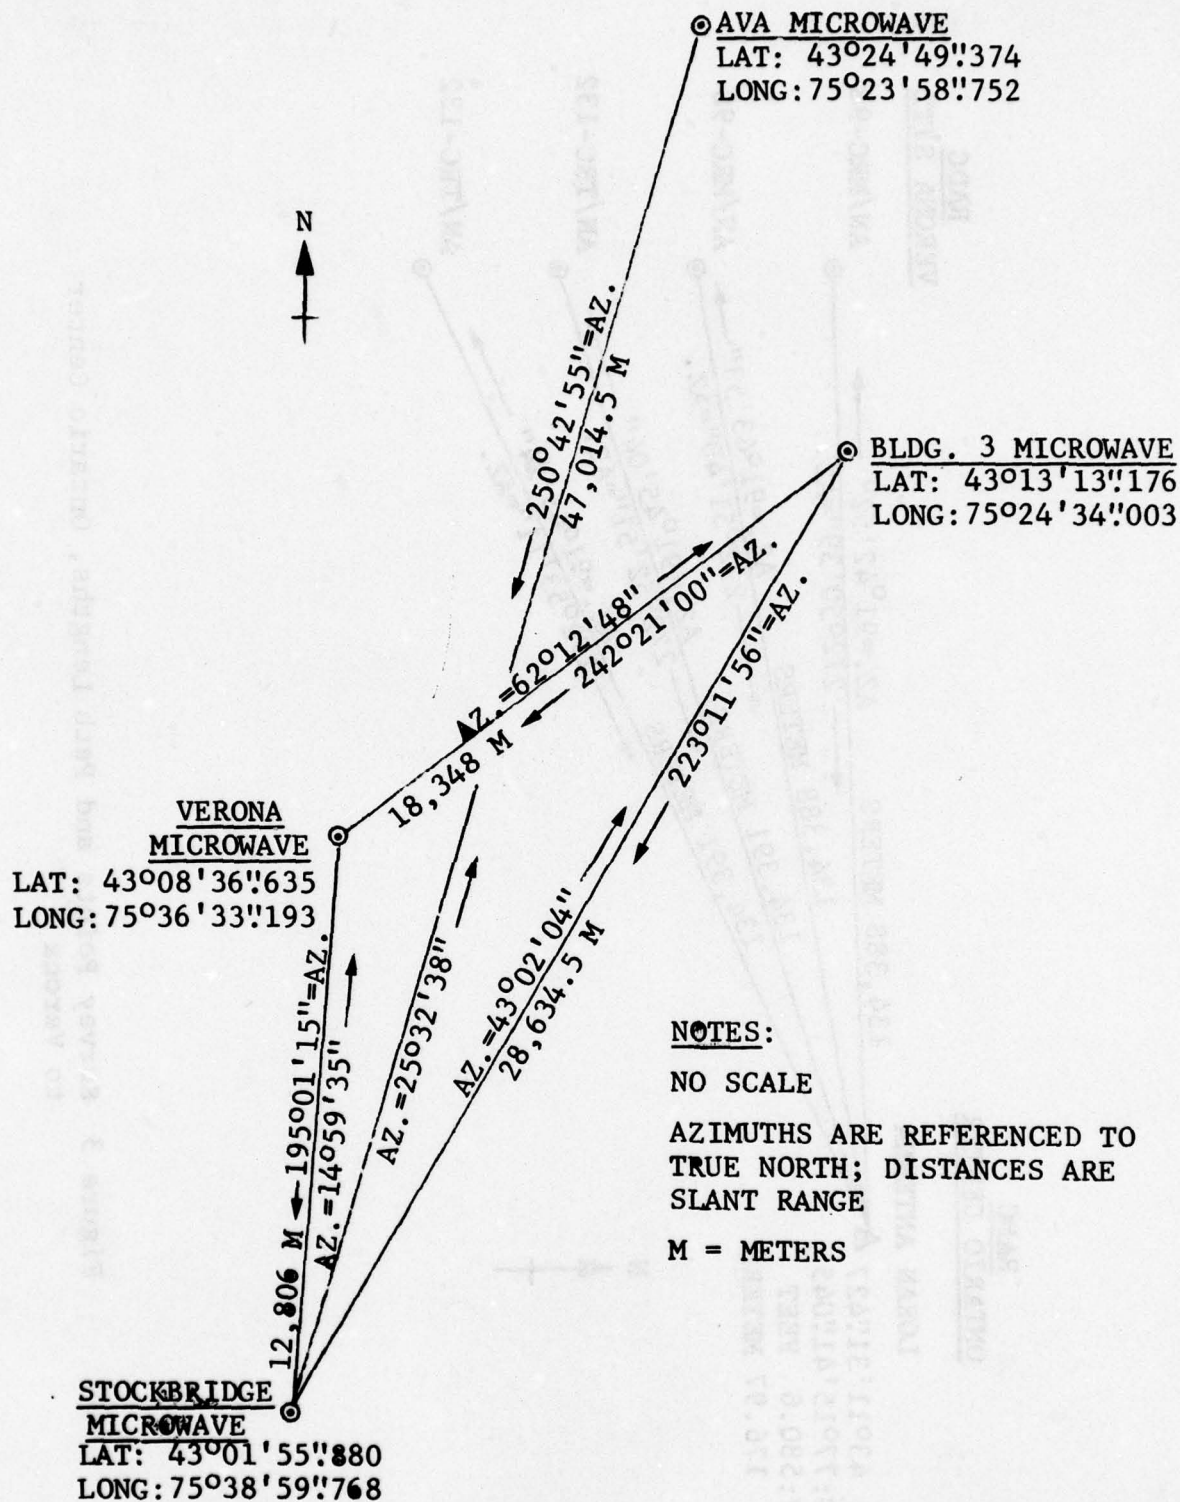 AVA MICROWAVE
LAT: 43°24'49".374
LONG: 75°23'58".752
N
250°42'55"=AZ.
47,014.5 M
BLDG. 3 MICROWAVE
LAT: 43°13'13".176
LONG: 75°24'34".003
AZ.=62°12'48"
242°21'00"=AZ.
18,348 M
223°11'56"=AZ.
VERONA
MICROWAVE
LAT: 43°08'36".635
LONG: 75°36'33".193
AZ.=43°02'04"
28,634.5 M
AZ.=25°32'38"
12,806 M 195°01'15"=AZ.
AZ.=14°59'35"
NOTES:
NO SCALE
AZIMUTHS ARE REFERENCED TO
TRUE NORTH; DISTANCES ARE
SLANT RANGE
M = METERS
STOCKBRIDGE
MICROWAVE
LAT: 43°01'55".880
LONG: 75°38'59".768